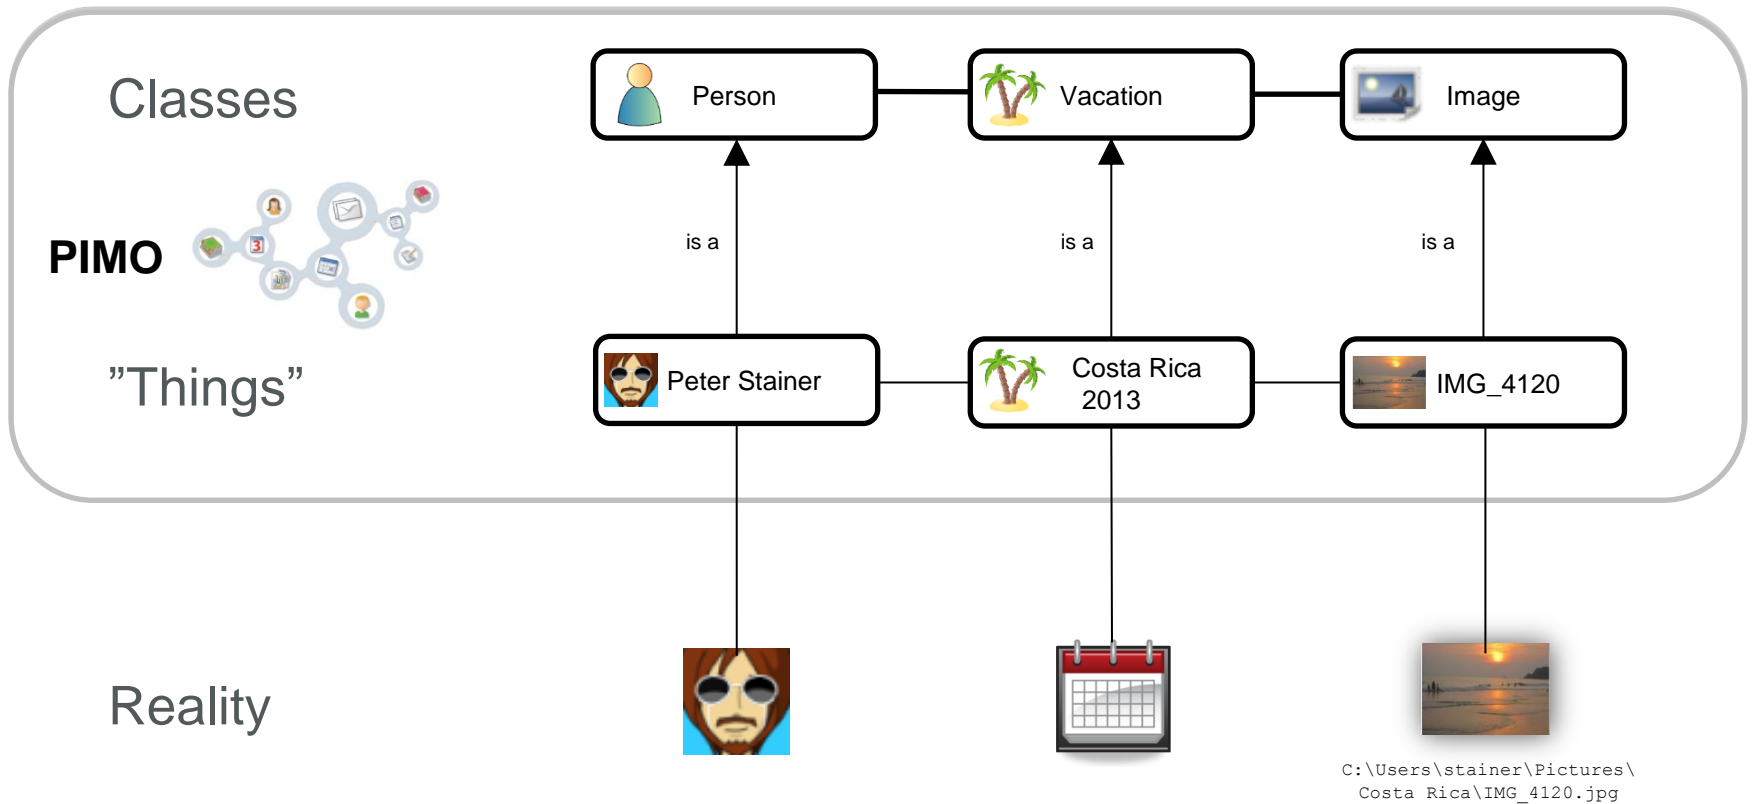 Classes
Person
Vacation
Image
PIMO
3
is a
is a
is a
”Things”
Peter Stainer
Costa Rica
2013
IMG_4120
Reality
C:\Users\stainer\Pictures\
Costa Rica\IMG_4120.jpg